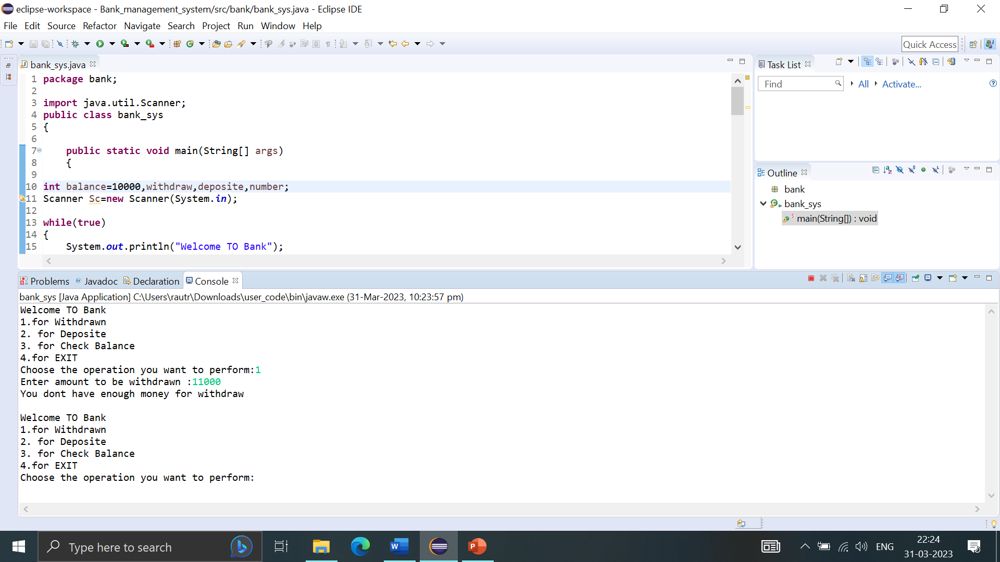 eclipse-workspace - Bank_management_system/src/bank/bank_sys.java - Eclipse IDE
File Edit Source Refactor Navigate Search Project Run Window Help
Quick Access
bank_sys.java
1 package bank;
2
3 import java.util.Scanner;
4 public class bank_sys
5 {
6
7     public static void main(String[] args)
8     {
9
10 int balance=10000,withdraw,deposite,number;
11 Scanner Sc=new Scanner(System.in);
12
13 while(true)
14 {
15     System.out.println("Welcome TO Bank");
Task List
Find All Activate...
Outline
bank
bank_sys
main(String[]) : void
Problems Javadoc Declaration Console
bank_sys [Java Application] C:\Users\rautr\Downloads\user_code\bin\javaw.exe (31-Mar-2023, 10:23:57 pm)
Welcome TO Bank
1.for Withdrawn
2. for Deposite
3. for Check Balance
4.for EXIT
Choose the operation you want to perform:1
Enter amount to be withdrawn :11000
You dont have enough money for withdraw
Welcome TO Bank
1.for Withdrawn
2. for Deposite
3. for Check Balance
4.for EXIT
Choose the operation you want to perform:
Type here to search
ENG
22:24
31-03-2023